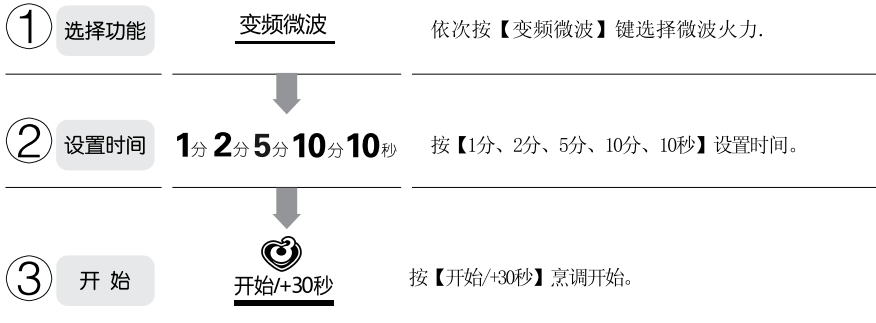 ① 选择功能 变频微波 依次按【变频微波】键选择微波火力.
② 设置时间 1分 2分 5分 10分 10秒 按【1分、2分、5分、10分、10秒】设置时间。
③ 开 始 开始/+30秒 按【开始/+30秒】烹调开始。